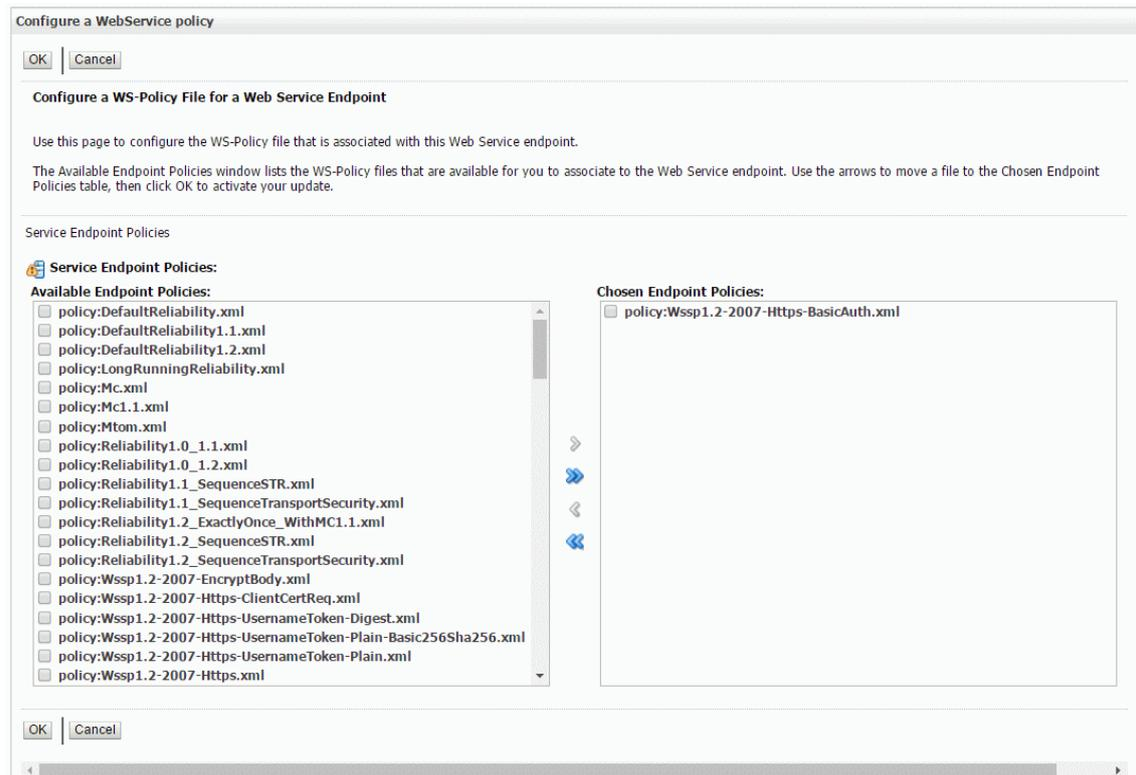 Configure a WebService policy
OK Cancel
Configure a WS-Policy File for a Web Service Endpoint
Use this page to configure the WS-Policy file that is associated with this Web Service endpoint.
The Available Endpoint Policies window lists the WS-Policy files that are available for you to associate to the Web Service endpoint. Use the arrows to move a file to the Chosen Endpoint
Policies table, then click OK to activate your update.
Service Endpoint Policies
Service Endpoint Policies:
Available Endpoint Policies:
policy:DefaultReliability.xml
policy:DefaultReliability1.1.xml
policy:DefaultReliability1.2.xml
policy:LongRunningReliability.xml
policy:Mc.xml
policy:Mc1.1.xml
policy:Mtom.xml
policy:Reliability1.0_1.1.xml
policy:Reliability1.0_1.2.xml
policy:Reliability1.1_SequenceSTR.xml
policy:Reliability1.1_SequenceTransportSecurity.xml
policy:Reliability1.2_ExactlyOnce_WithMC1.1.xml
policy:Reliability1.2_SequenceSTR.xml
policy:Reliability1.2_SequenceTransportSecurity.xml
policy:Wssp1.2-2007-EncryptBody.xml
policy:Wssp1.2-2007-Https-ClientCertReq.xml
policy:Wssp1.2-2007-Https-UsernameToken-Digest.xml
policy:Wssp1.2-2007-Https-UsernameToken-Plain-Basic256Sha256.xml
policy:Wssp1.2-2007-Https-UsernameToken-Plain.xml
policy:Wssp1.2-2007-Https.xml
Chosen Endpoint Policies:
policy:Wssp1.2-2007-Https-BasicAuth.xml
OK Cancel